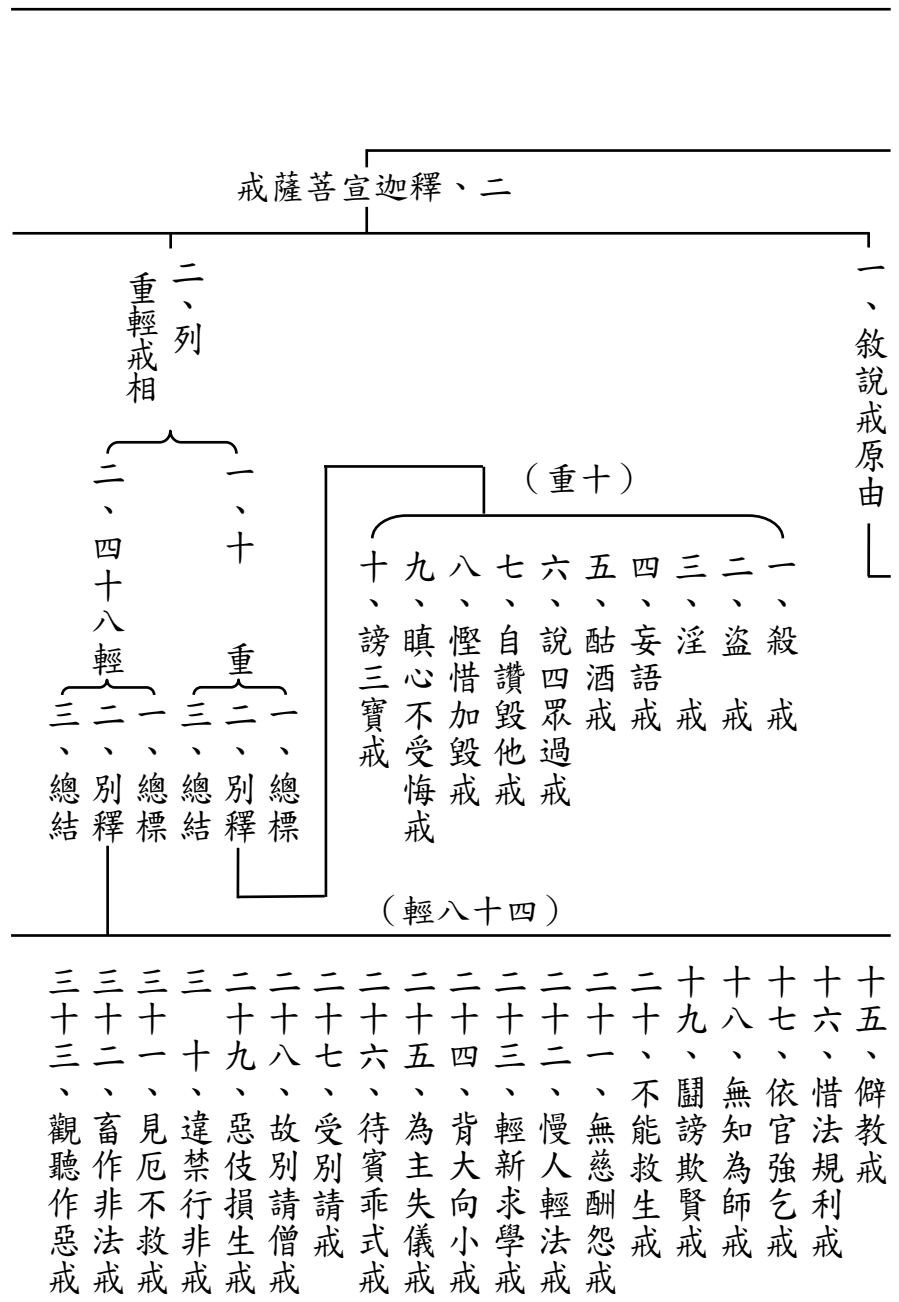 二、釋迦宣菩薩戒
一、敘說戒原由
二、列
重輕戒相
一、十重
一、總標
二、別釋
三、總結
二、四十八輕
一、總標
二、別釋
三、總結
（十重）
一、殺戒
二、盜戒
三、淫戒
四、妄語戒
五、酤酒戒
六、說四眾過戒
七、自讚毀他戒
八、慳惜加毀戒
九、瞋心不受悔戒
十、謗三寶戒
（四十八輕）
十五、僻教戒
十六、惜法規利戒
十七、依官強乞戒
十八、無知為師戒
十九、鬪謗欺賢戒
二十、不能救生戒
二十一、無慈酬怨戒
二十二、慢人輕法戒
二十三、輕新求學戒
二十四、背大向小戒
二十五、為主失儀戒
二十六、待賓乖式戒
二十七、受別請戒
二十八、故別請僧戒
二十九、惡伎損生戒
三十、違禁行非戒
三十一、見厄不救戒
三十二、畜作非法戒
三十三、觀聽作惡戒